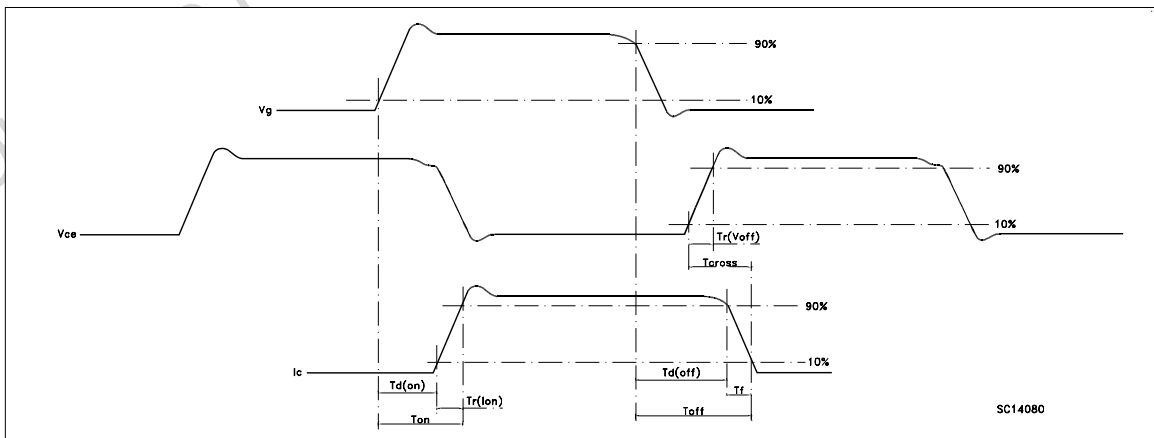 90%
10%
Vg
90%
10%
Vce
Tr(Voff)
Tcross
90%
10%
Ic
Td(on)
Td(off)
Tf
Tr(Ion)
Ton
Toff
SC14080